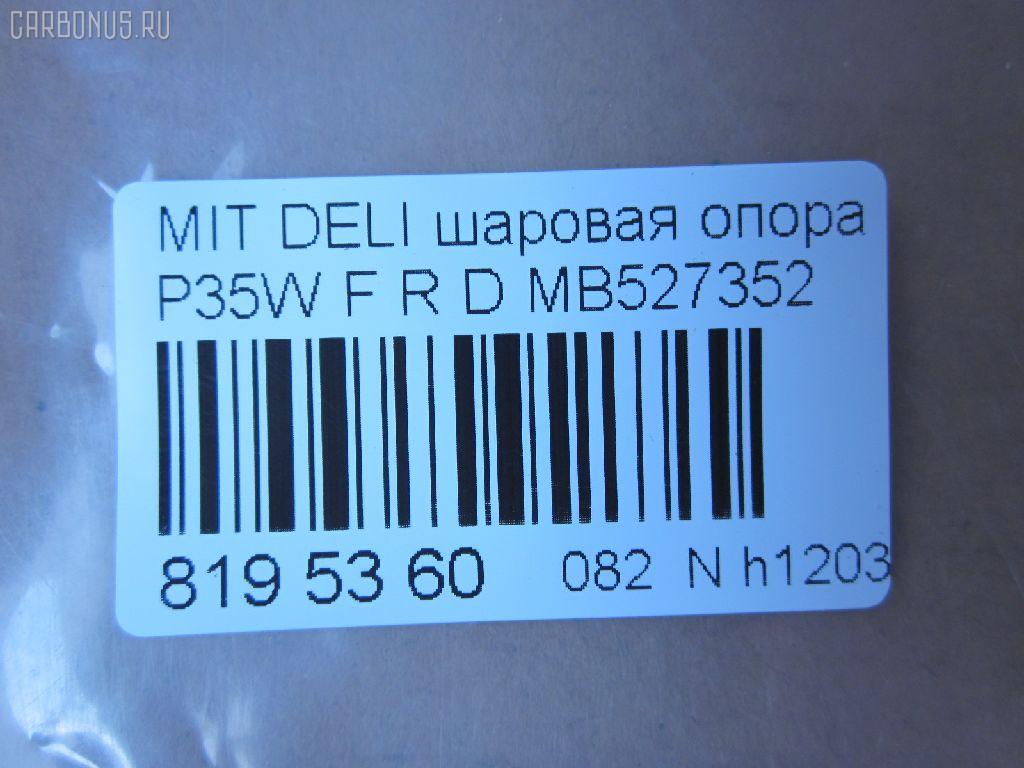 CARBONUS.RU
MIT DELI шаровая опора
P35W F R D MB527352
819 53 60 082 N h1203